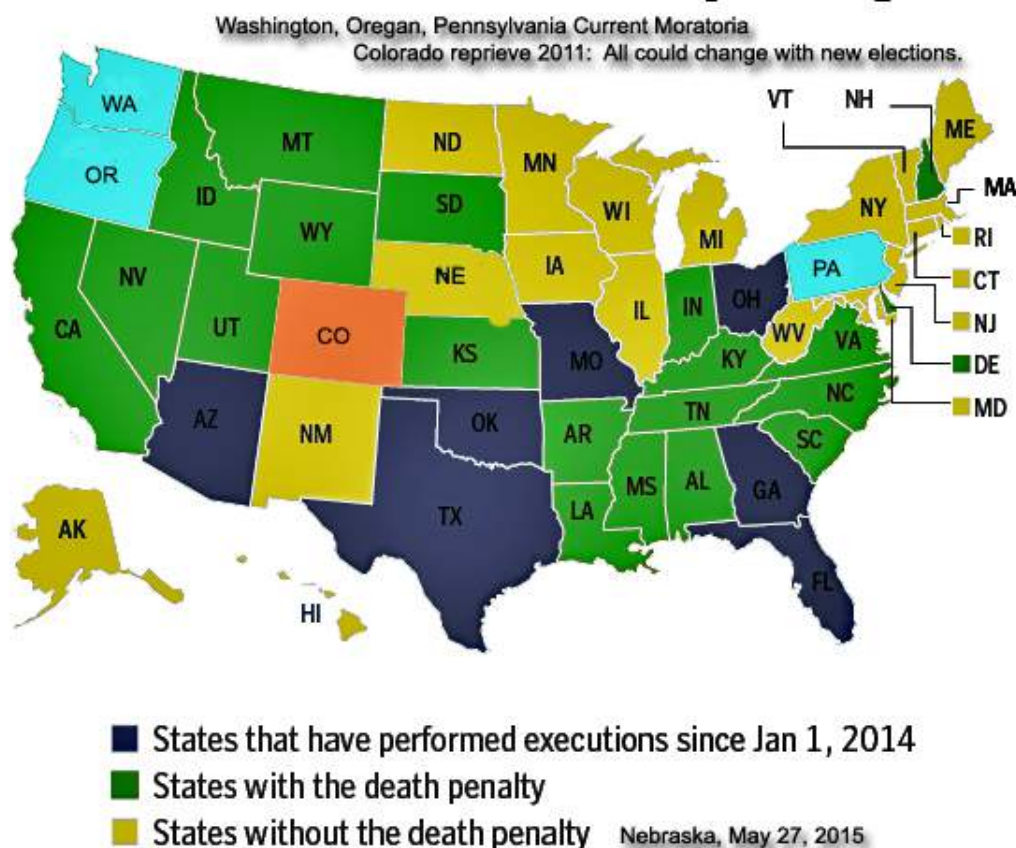 Washington, Oregan, Pennsylvania Current Moratoria
Colorado reprieve 2011: All could change with new elections.
VT NH
WA
ME
MT
ND
MN
OR
MA
ID
SD
WI
NY
WY
MI
RI
NE
IA
PA
CT
NV
IL
IN
OH
NJ
CA
UT
CO
WV
VA
KS
MO
KY
DE
NC
MD
AZ
OK
TN
NM
AR
SC
MS
AL
GA
TX
LA
AK
FL
HI
States that have performed executions since Jan 1, 2014
States with the death penalty
States without the death penalty Nebraska, May 27, 2015